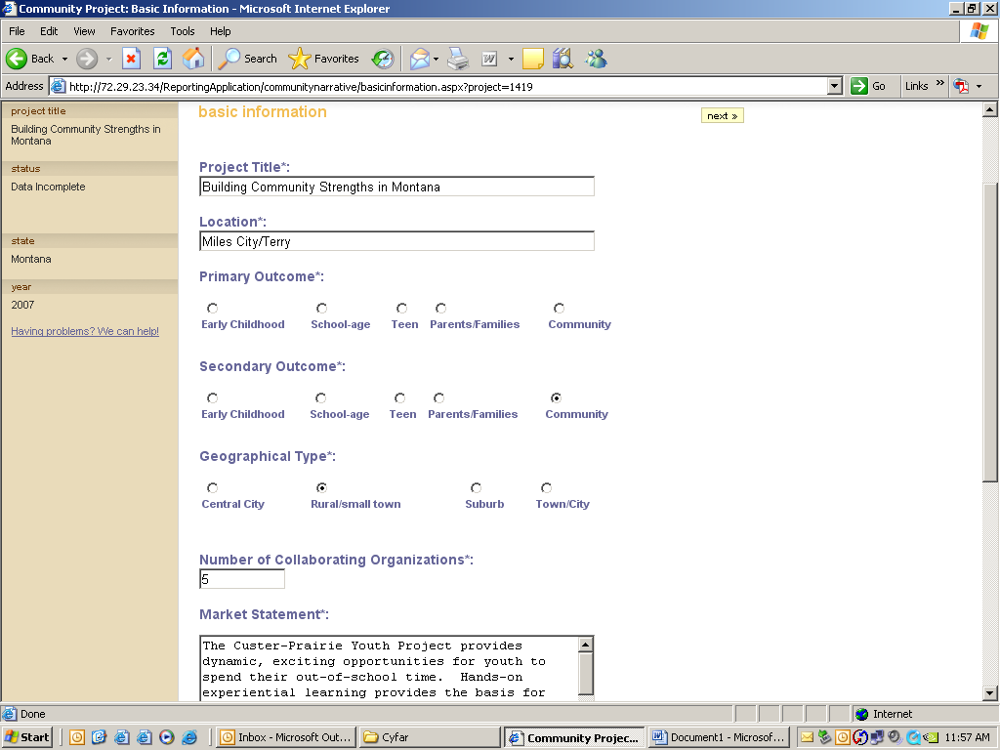 Community Project: Basic Information - Microsoft Internet Explorer
File Edit View Favorites Tools Help
Back Search Favorites
Address http://72.29.23.34/ReportingApplication/communitynarrative/basicinformation.aspx?project=1419 Go Links »
project title
Building Community Strengths in
Montana
status
Data Incomplete
state
Montana
year
2007
Having problems? We can help!
basic information
next »
Project Title*:
Building Community Strengths in Montana
Location*:
Miles City/Terry
Primary Outcome*:
Early Childhood School-age Teen Parents/Families Community
Secondary Outcome*:
Early Childhood School-age Teen Parents/Families Community
Geographical Type*:
Central City Rural/small town Suburb Town/City
Number of Collaborating Organizations*:
5
Market Statement*:
The Custer-Prairie Youth Project provides
dynamic, exciting opportunities for youth to
spend their out-of-school time. Hands-on
experiential learning provides the basis for
Done Internet
Start Inbox - Microsoft Out... Cyfar Community Projec... Document1 - Microsof... 11:57 AM